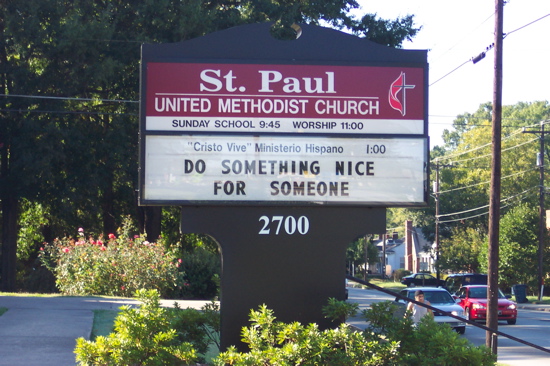 St. Paul
UNITED METHODIST CHURCH
SUNDAY SCHOOL 9:45 WORSHIP 11:00
"Cristo Vive" Ministerio Hispano 1:00
DO SOMETHING NICE
FOR SOMEONE
2700